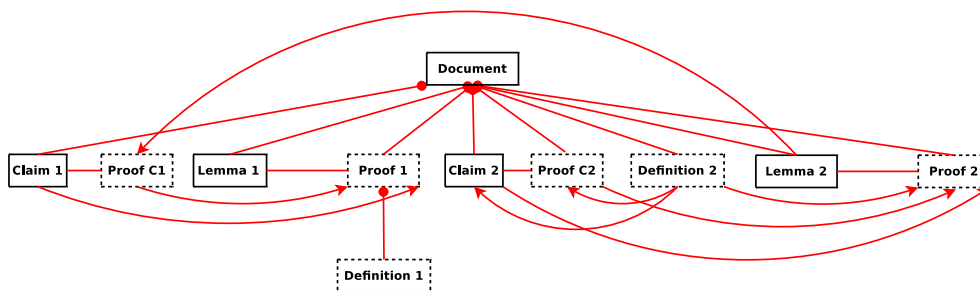 Document
Claim 1
Proof C1
Lemma 1
Proof 1
Claim 2
Proof C2
Definition 2
Lemma 2
Proof 2
Definition 1